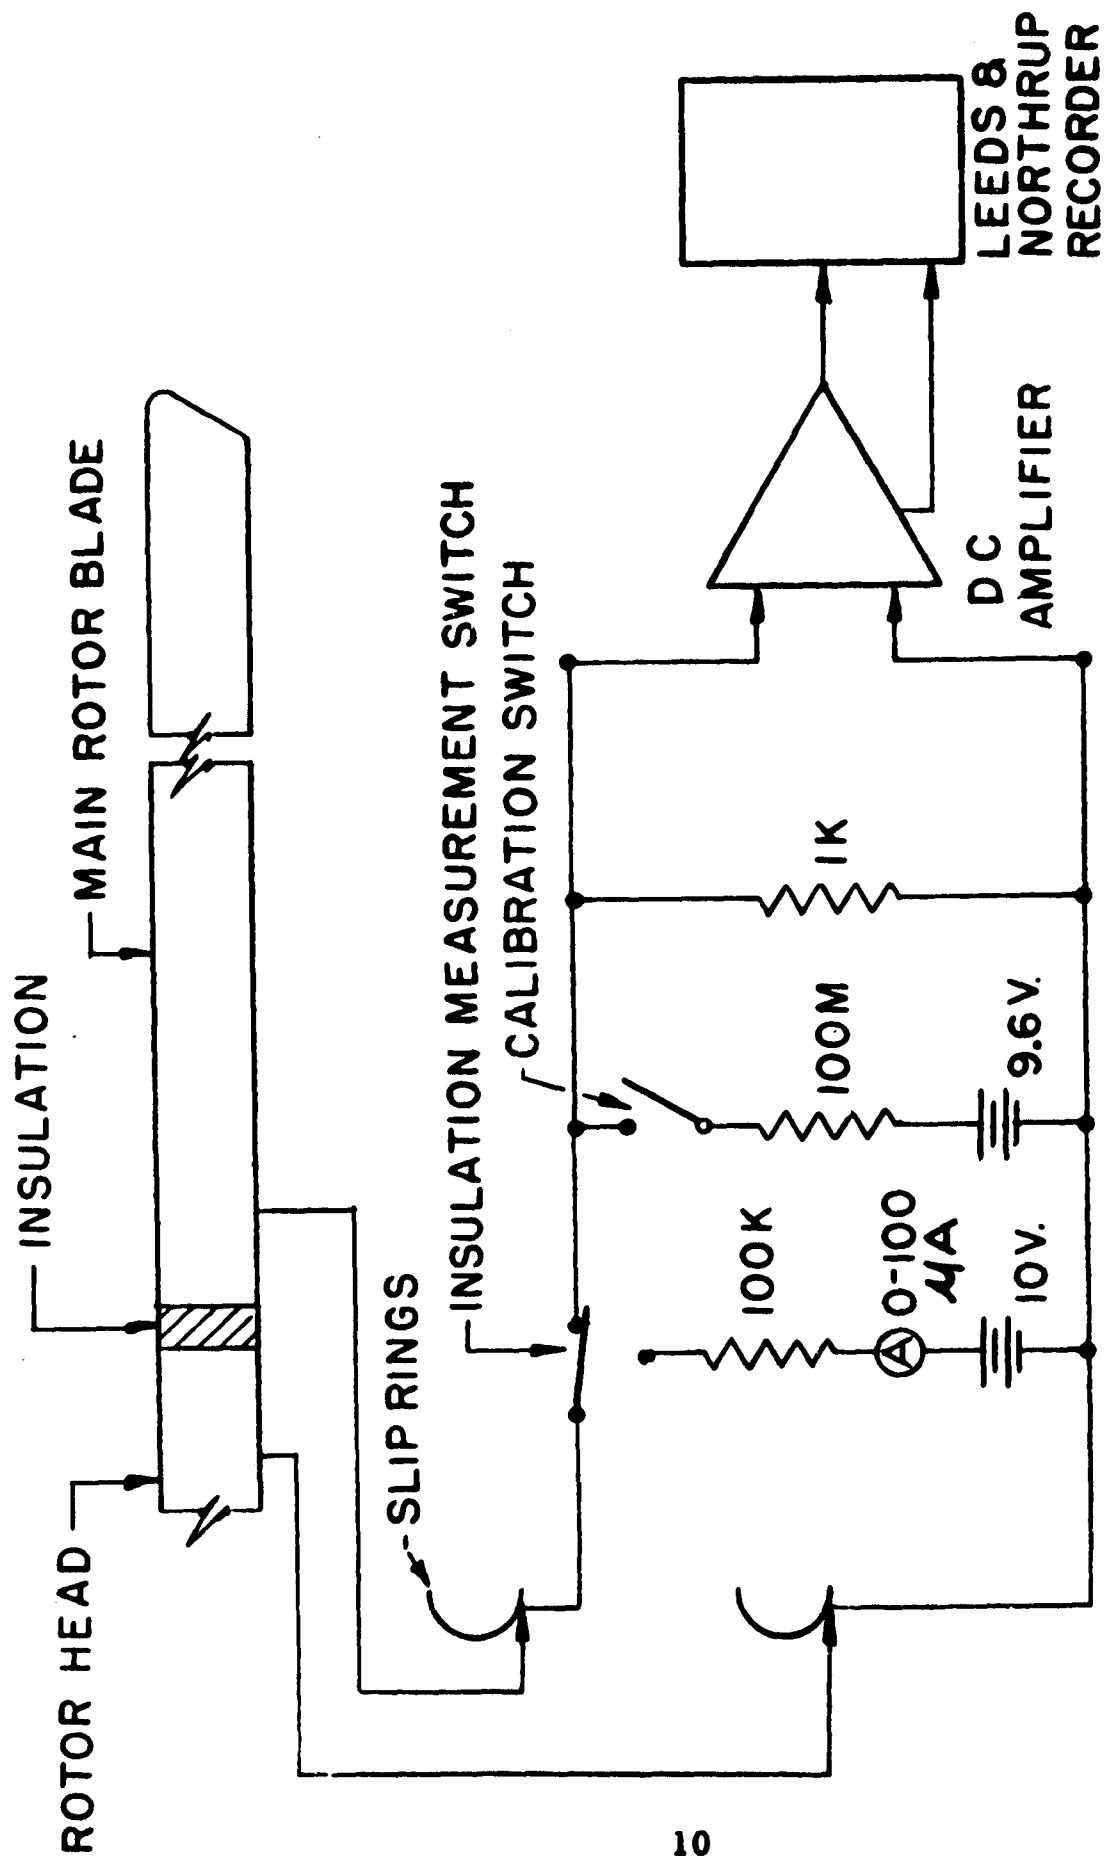 ROTOR HEAD
INSULATION
MAIN ROTOR BLADE
SLIP RINGS
INSULATION MEASUREMENT SWITCH
CALIBRATION SWITCH
100K
A
0-100
μA
10V.
100M
9.6V.
1K
DC
AMPLIFIER
LEEDS &
NORTHRUP
RECORDER
10